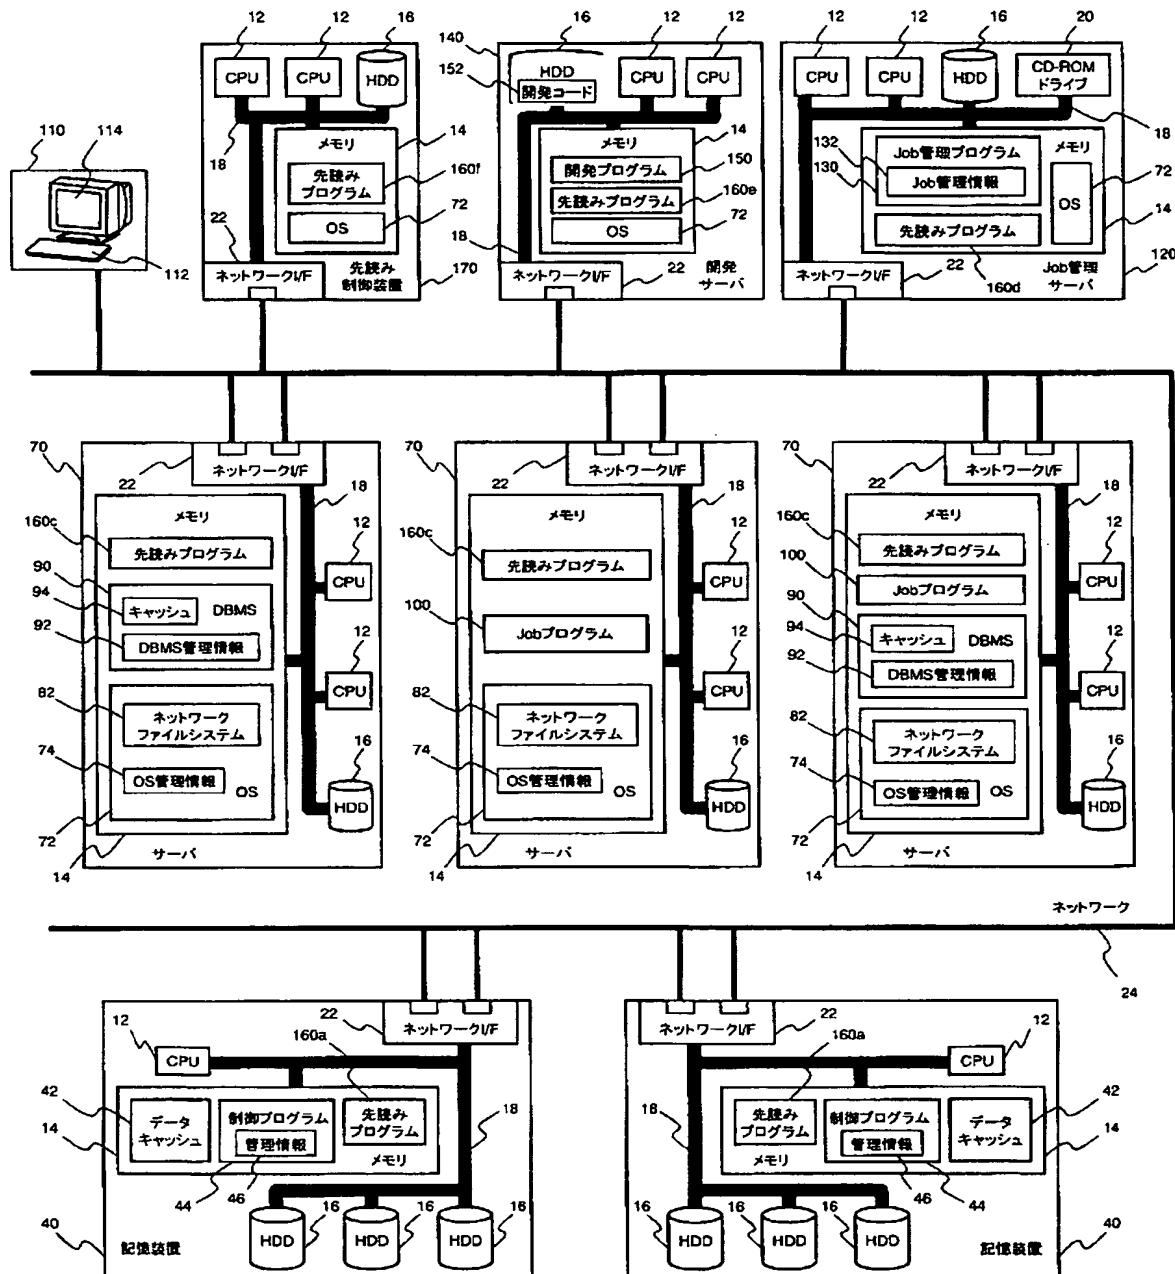 12
12
16
CPU
CPU
HDD
18
メモリ
14
先読み
プログラム
160f
OS
72
22
ネットワークI/F
先読み
制御装置
170
110
114
112
140
16
12
12
HDD
152
開発コード
CPU
CPU
メモリ
14
開発プログラム
150
先読みプログラム
160e
OS
72
18
ネットワークI/F
22
開発
サーバ
12
12
16
20
CPU
CPU
HDD
CD-ROM
ドライブ
18
132
130
Job管理プログラム
メモリ
Job管理情報
72
OS
14
先読みプログラム
ネットワークI/F
22
160d
Job管理
サーバ
120
70
22
ネットワークI/F
18
メモリ
12
160c
先読みプログラム
CPU
90
94
キャッシュ
DBMS
92
DBMS管理情報
12
CPU
82
ネットワーク
ファイルシステム
74
OS管理情報
OS
16
HDD
72
14
サーバ
70
22
ネットワークI/F
18
メモリ
12
160c
先読みプログラム
CPU
100
Jobプログラム
12
CPU
82
ネットワーク
ファイルシステム
74
OS管理情報
OS
16
HDD
72
14
サーバ
70
22
ネットワークI/F
18
メモリ
12
160c
先読みプログラム
CPU
100
Jobプログラム
90
94
キャッシュ
DBMS
92
DBMS管理情報
12
CPU
82
ネットワーク
ファイルシステム
74
OS管理情報
OS
16
HDD
72
14
サーバ
ネットワーク
24
22
ネットワークI/F
12
CPU
160a
42
14
データ
キャッシュ
制御プログラム
管理情報
先読み
プログラム
メモリ
18
44
46
16
16
16
HDD
HDD
HDD
40
記憶装置
ネットワークI/F
22
12
CPU
160a
18
先読み
プログラム
制御プログラム
管理情報
データ
キャッシュ
メモリ
42
14
46
44
16
16
16
HDD
HDD
HDD
記憶装置
40